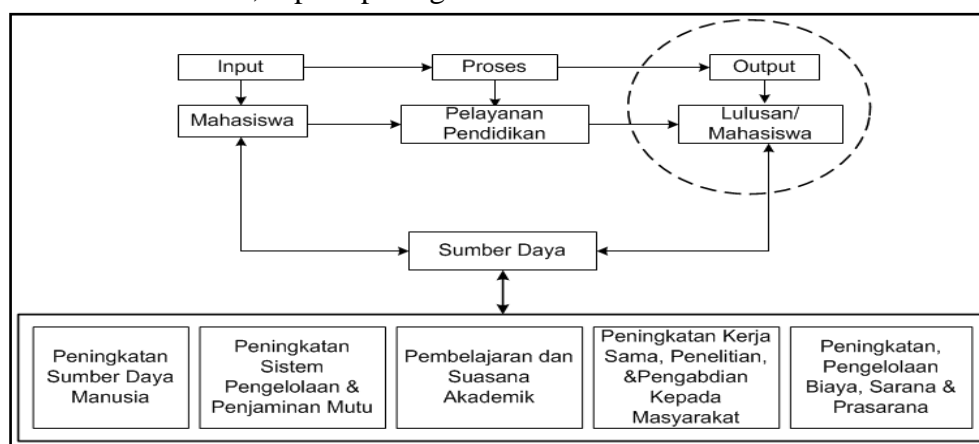 Input
Proses
Output
Mahasiswa
Pelayanan
Pendidikan
Lulusan/
Mahasiswa
Sumber Daya
Peningkatan
Sumber Daya
Manusia
Peningkatan
Sistem
Pengelolaan &
Penjaminan Mutu
Pembelajaran dan
Suasana
Akademik
Peningkatan Kerja
Sama, Penelitian,
&Pengabdian
Kepada
Masyarakat
Peningkatan,
Pengelolaan
Biaya, Sarana &
Prasarana